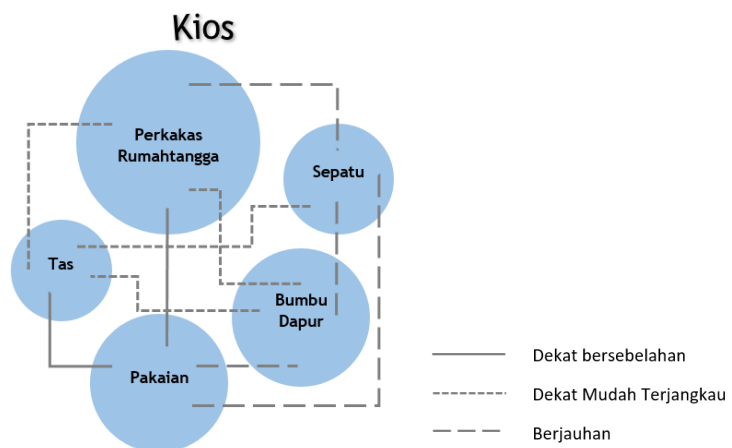 Kios
Perkakas
Rumahtangga
Sepatu
Tas
Bumbu
Dapur
Pakaian
Dekat bersebelahan
Dekat Mudah Terjangkau
Berjauhan